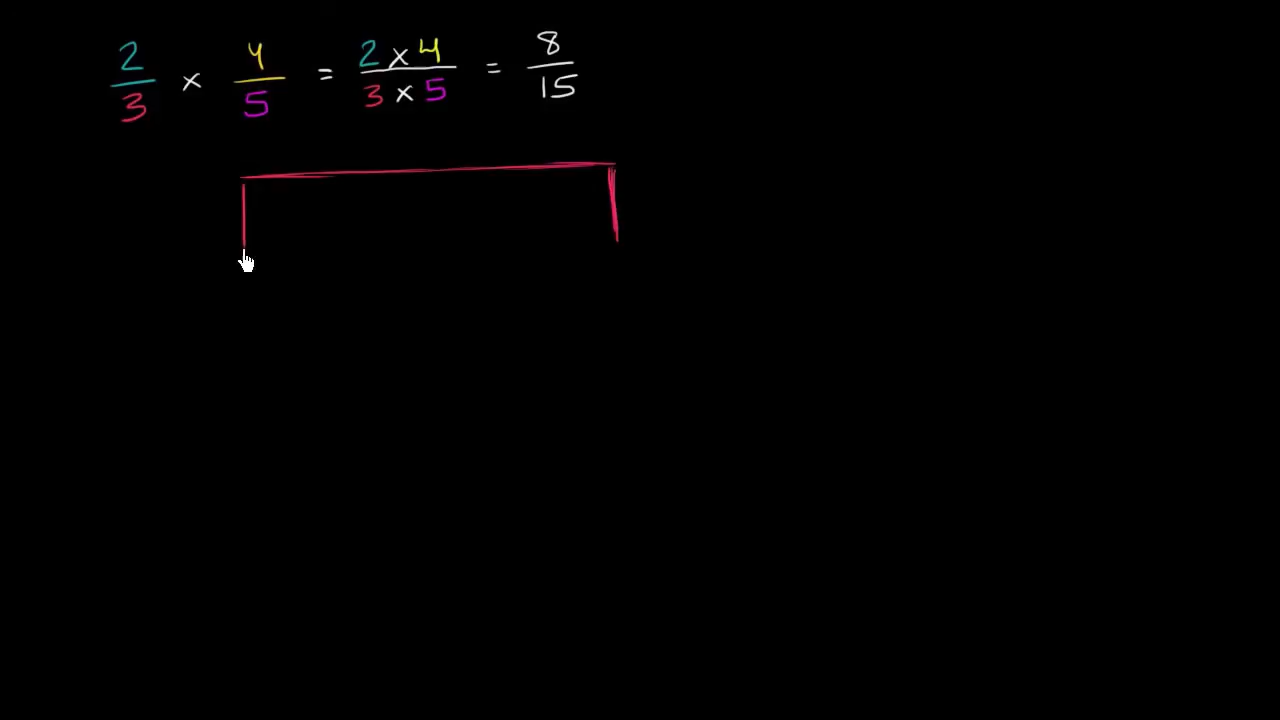 2/3 × 4/5 = 2 × 4 / 3 × 5 = 8/15